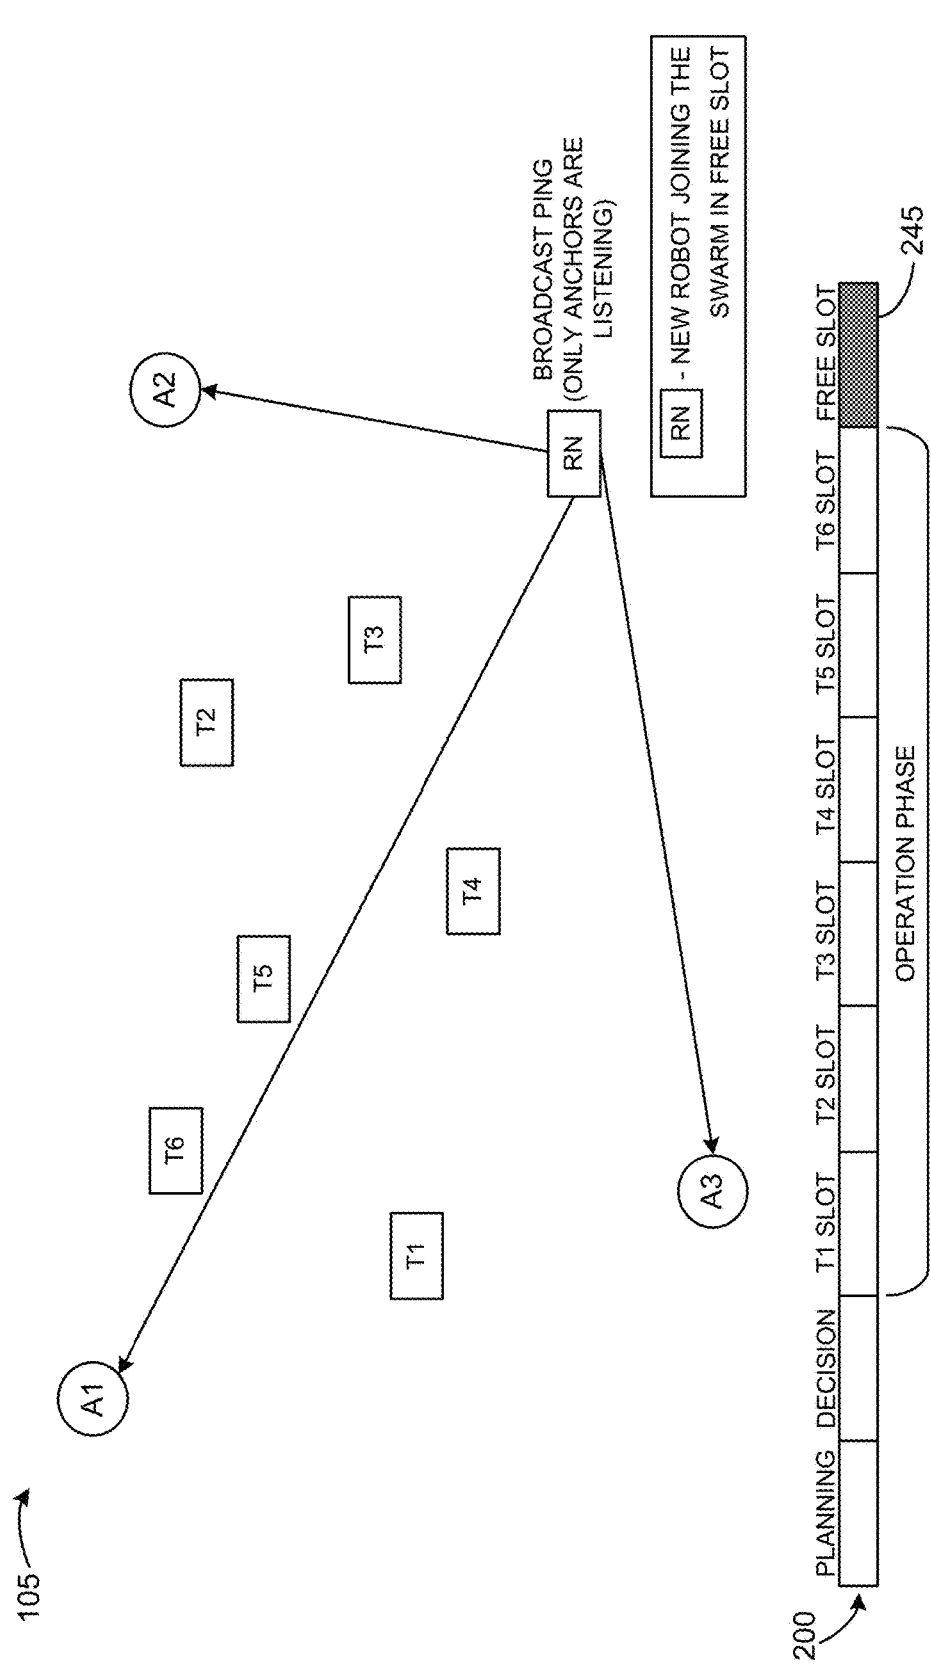 105
A1
A2
T6
T2
T5
T3
T1
T4
RN
BROADCAST PING
(ONLY ANCHORS ARE
LISTENING)
A3
RN - NEW ROBOT JOINING THE
SWARM IN FREE SLOT
200
PLANNING DECISION T1 SLOT T2 SLOT T3 SLOT T4 SLOT T5 SLOT T6 SLOT FREE SLOT
245
OPERATION PHASE